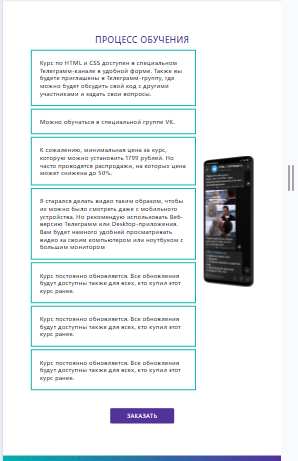 ПРОЦЕСС ОБУЧЕНИЯ
Курс по HTML и CSS доступен в специальном
Телеграмм-канале в удобной форме. Также вы
будете приглашены в Телеграмм-группу, где
можно будет обсудить свой код с другими
участниками и задать свои вопросы.
Можно обучаться в специальной группе VK.
К сожалению, минимальная цена за курс,
которую можно установить 1799 рублей. Но
часто проводятся распродажи, на которых цена
может снижена до 50%.
Я старался делать видео таким образом, чтобы
их можно было смотреть даже с мобильного
устройства. Но рекомендую использовать Веб-
версию Телеграмм или Desktop-приложения.
Вам будет намного удобней просматривать
видео за своим компьютером или ноутбуком с
большим монитором
Курс постоянно обновляется. Все обновления
будут доступны также для всех, кто купил этот
курс ранее.
Курс постоянно обновляется. Все обновления
будут доступны также для всех, кто купил этот
курс ранее.
Курс постоянно обновляется. Все обновления
будут доступны также для всех, кто купил этот
курс ранее.
ЗАКАЗАТЬ